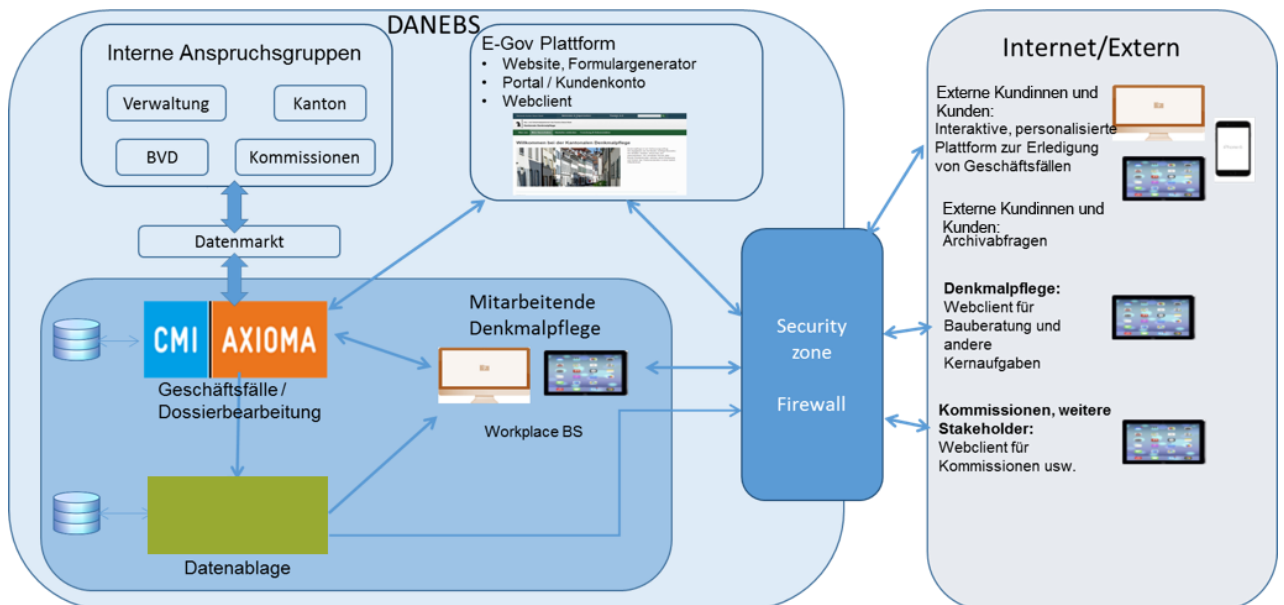 DANEBS
Interne Anspruchsgruppen
Verwaltung
Kanton
BVD
Kommissionen
Datenmarkt
E-Gov Plattform
• Website, Formulargenerator
• Portal / Kundenkonto
• Webclient
Willkommen bei der Kantonalen Denkmalpflege
CMI AXIOMA
Geschäftsfälle /
Dossierbearbeitung
Mitarbeitende
Denkmalpflege
Workplace BS
Datenablage
Security
zone
Firewall
Internet/Extern
Externe Kundinnen und
Kunden:
Interaktive, personalisierte
Plattform zur Erledigung
von Geschäftsfällen
Externe Kundinnen und
Kunden:
Archivabfragen
Denkmalpflege:
Webclient für
Bauberatung und
andere
Kernaufgaben
Kommissionen, weitere
Stakeholder:
Webclient für
Kommissionen usw.